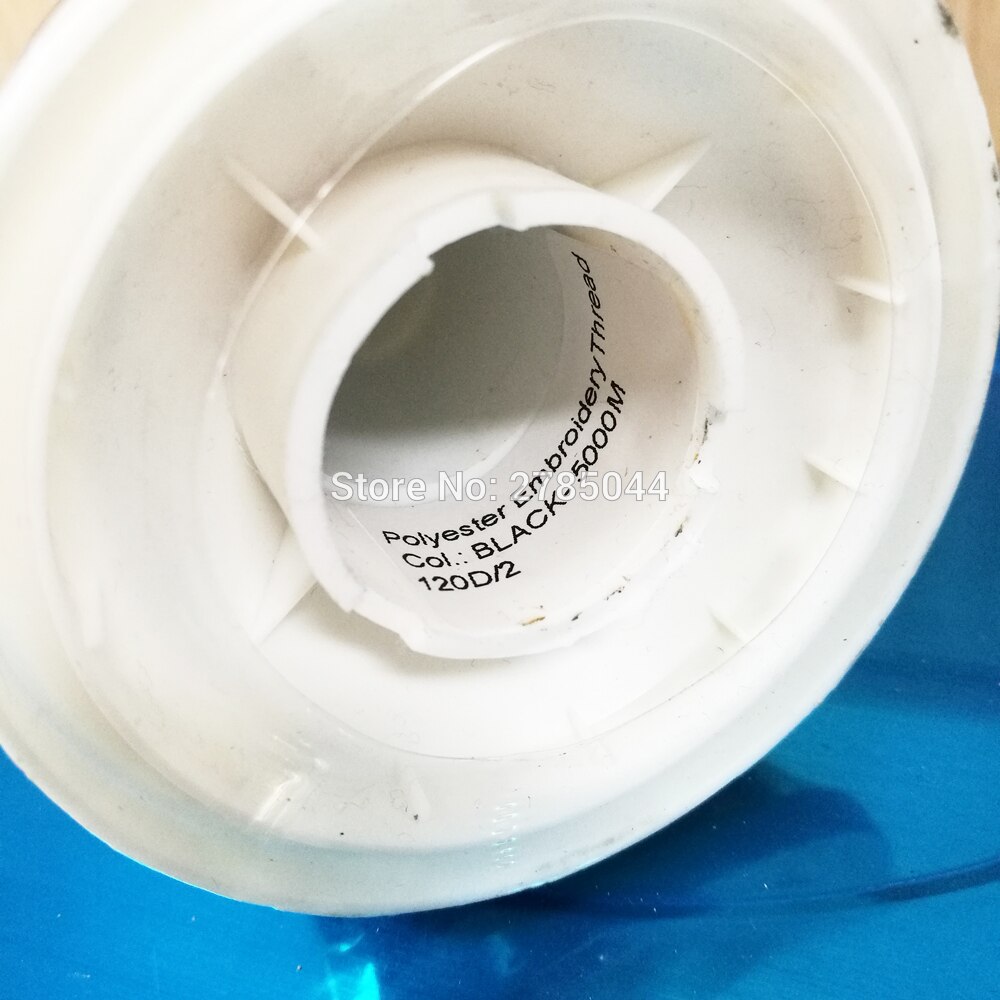 Polyester Embroidery Thread
Col.: BLACK -5000M
120D/2
Store No: 2785044